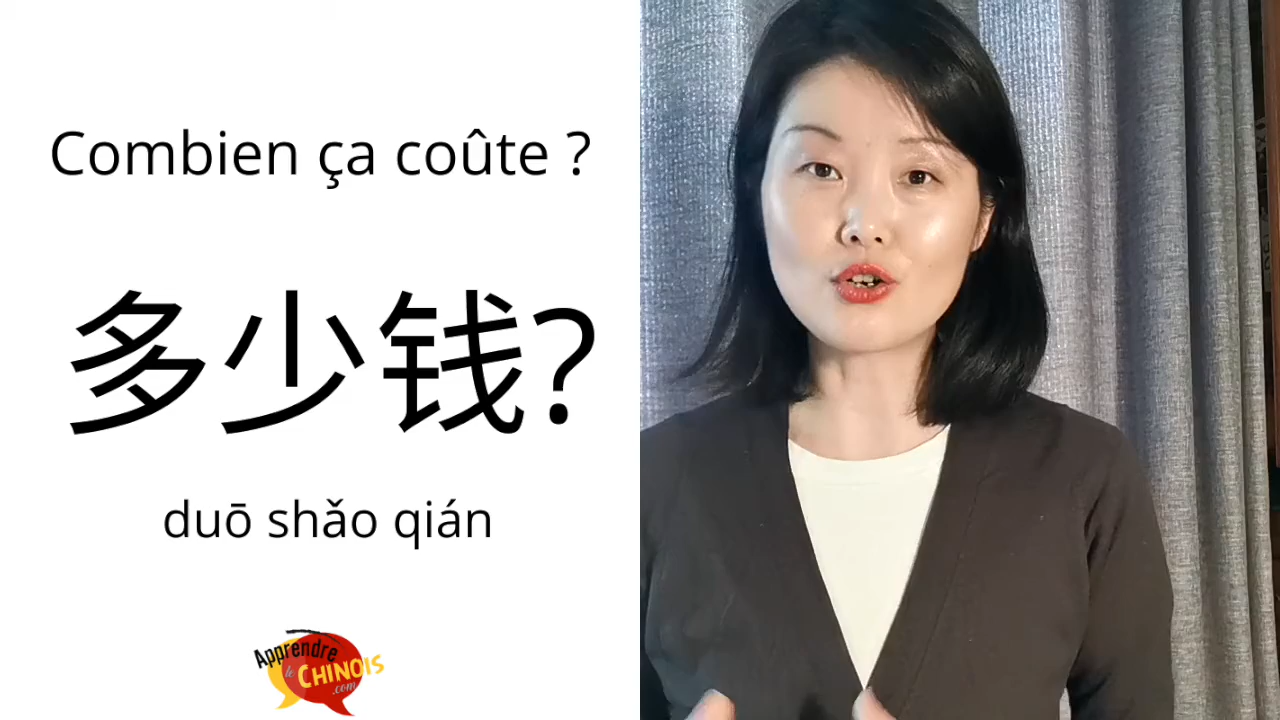 Combien ça coûte ?
多少钱?
duō shǎo qián
Apprendre
le CHINOIS
.com